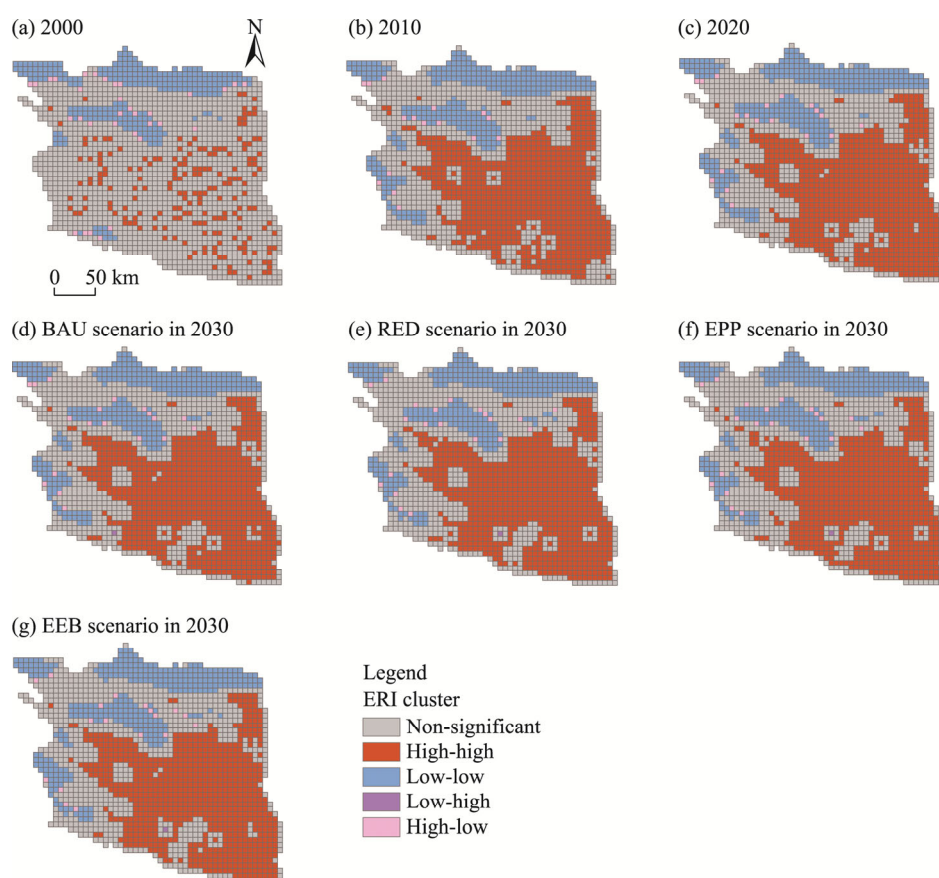 (a) 2000
N
(b) 2010
(c) 2020
0 50 km
(d) BAU scenario in 2030
(e) RED scenario in 2030
(f) EPP scenario in 2030
(g) EEB scenario in 2030
Legend
ERI cluster
Non-significant
High-high
Low-low
Low-high
High-low